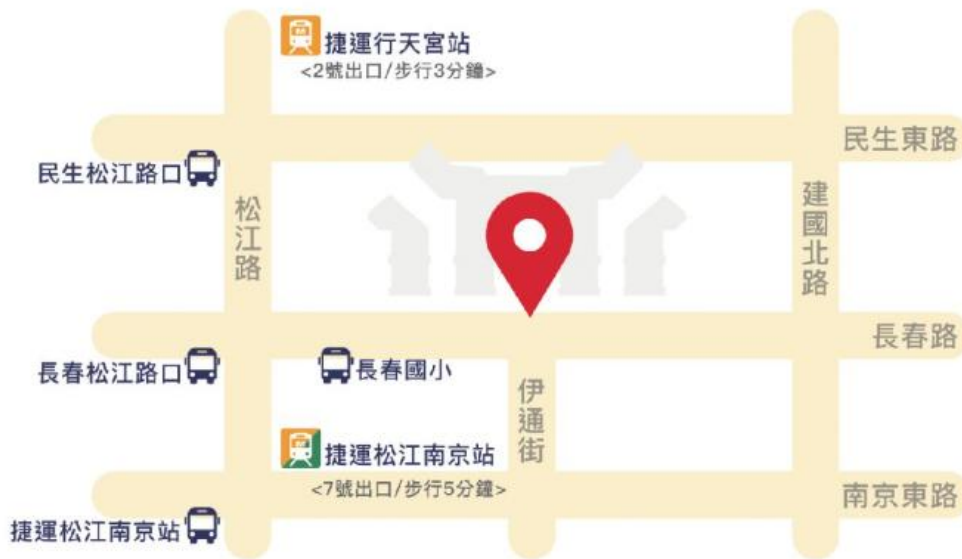 捷運行天宮站
<2號出口/步行3分鐘>
民生東路
民生松江路口
松江路
建國北路
長春路
長春松江路口
長春國小
伊通街
捷運松江南京站
<7號出口/步行5分鐘>
南京東路
捷運松江南京站